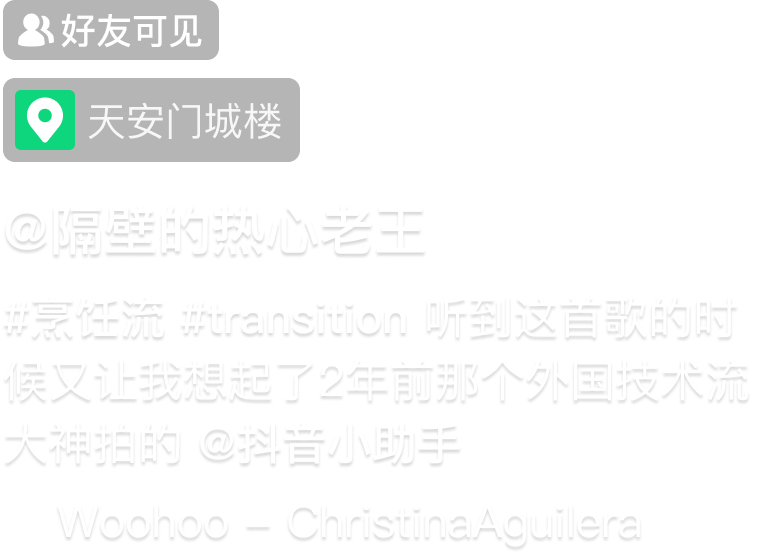 好友可见
天安门城楼
@隔壁的热心老王
#烹饪流 #transition 听到这首歌的时
候又让我想起了2年前那个外国技术流
大神拍的 @抖音小助手
Woohoo – ChristinaAguilera